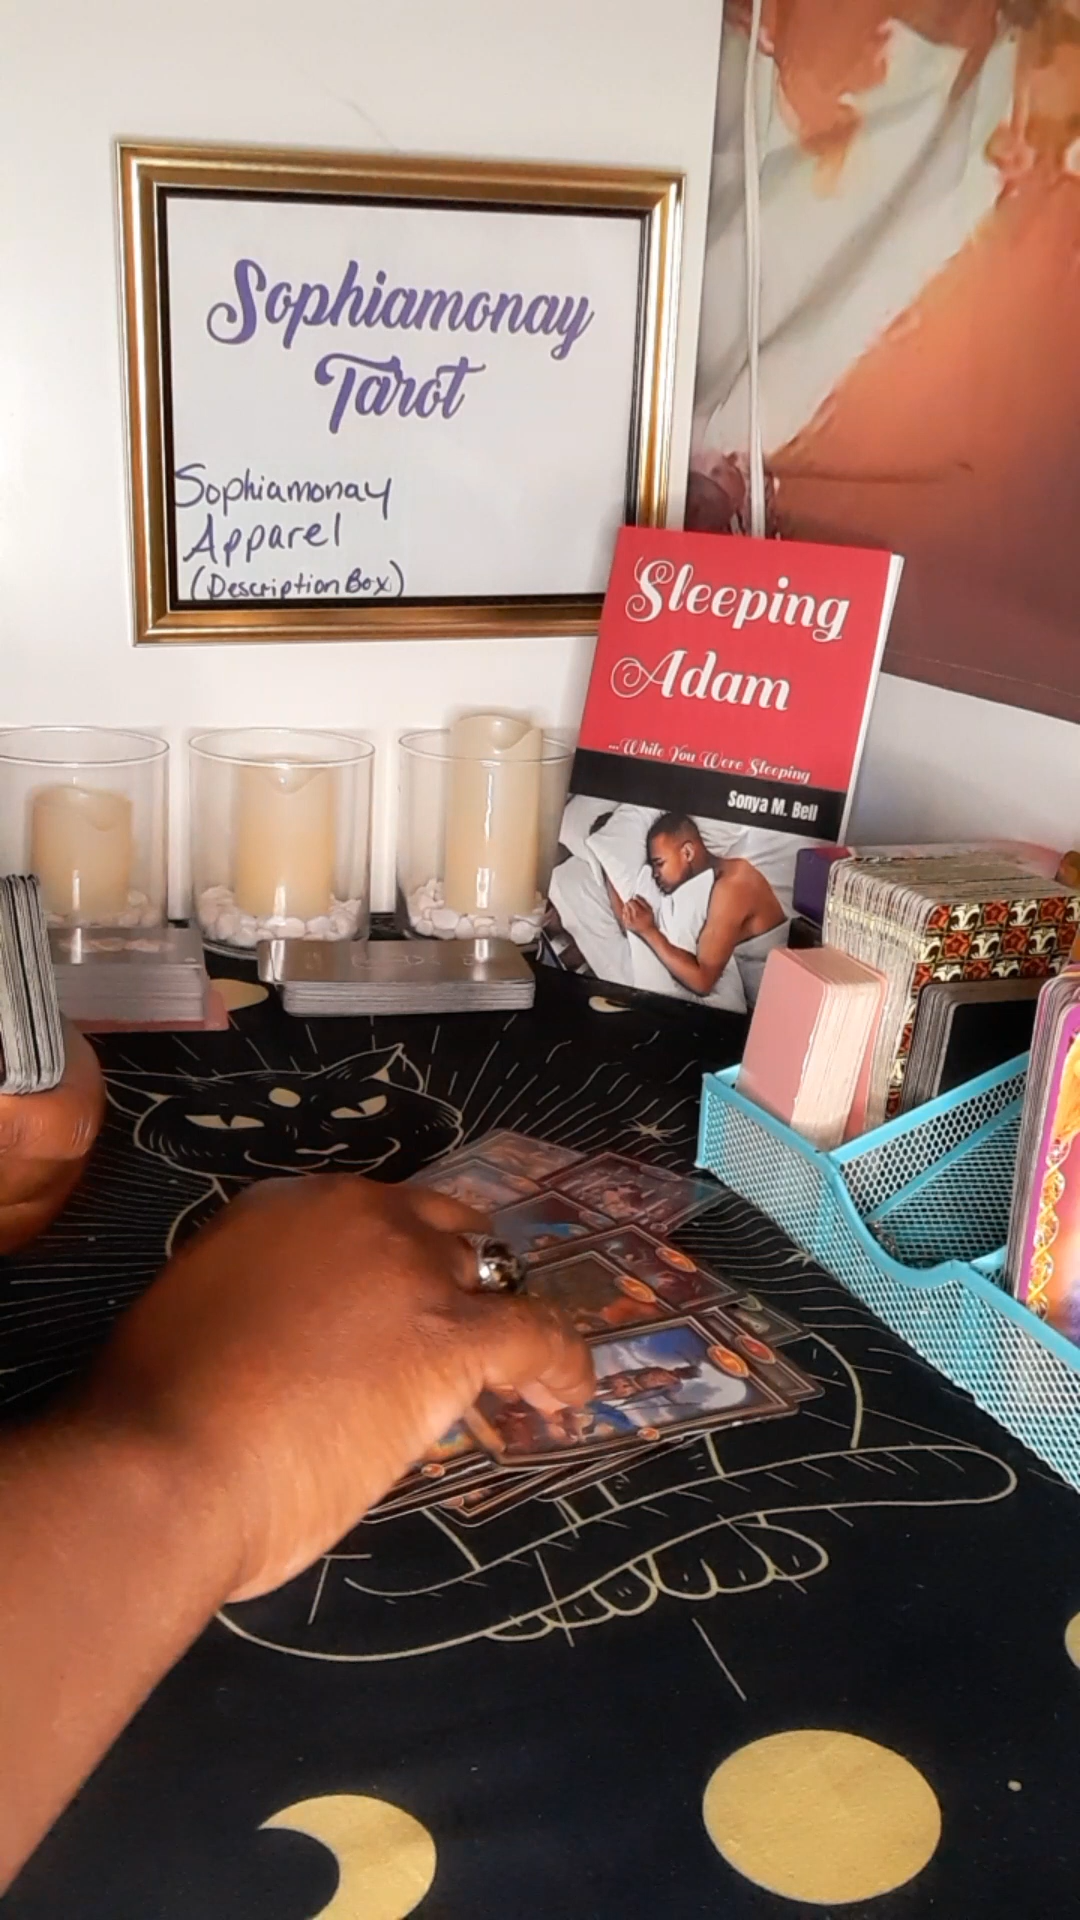 Sophiamonay
Tarot
Sophiamonay
Apparel
(Description Box)
Sleeping
Adam
...While You Were Sleeping
Sonya M. Bell